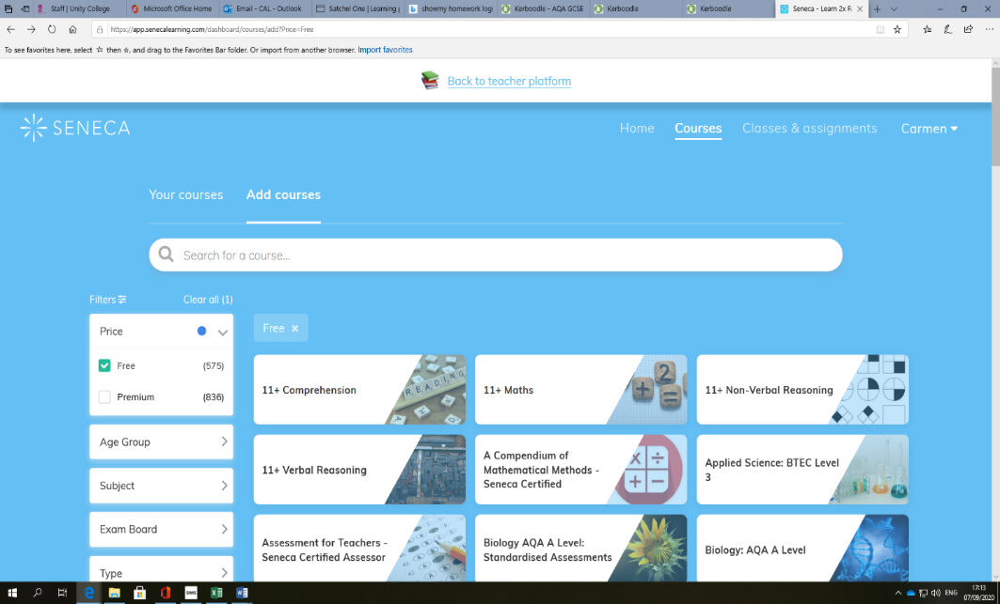 Staff | Unity College
Microsoft Office Home
Email - CAL - Outlook
Satchel One | Learning p
showmy homework logi
Kerboodle - AQA GCSE
Kerboodle
Kerboodle
Seneca - Learn 2x Fa
https://app.senecalearning.com/dashboard/courses/add?Price=Free
To see favorites here, select ☆ then ☆, and drag to the Favorites Bar folder. Or import from another browser. Import favorites
Back to teacher platform
SENECA
Home
Courses
Classes & assignments
Carmen
Your courses
Add courses
Search for a course...
Filters
Clear all (1)
Price
Free
(575)
Premium
(836)
Age Group
Subject
Exam Board
Type
Free ×
11+ Comprehension
READING
11+ Maths
2
+ =
11+ Non-Verbal Reasoning
11+ Verbal Reasoning
A Compendium of
Mathematical Methods -
Seneca Certified
× ÷
+ −
Applied Science: BTEC Level
3
Assessment for Teachers -
Seneca Certified Assessor
Biology AQA A Level:
Standardised Assessments
Biology: AQA A Level
SIMS
ENG
17:13
07/09/2020